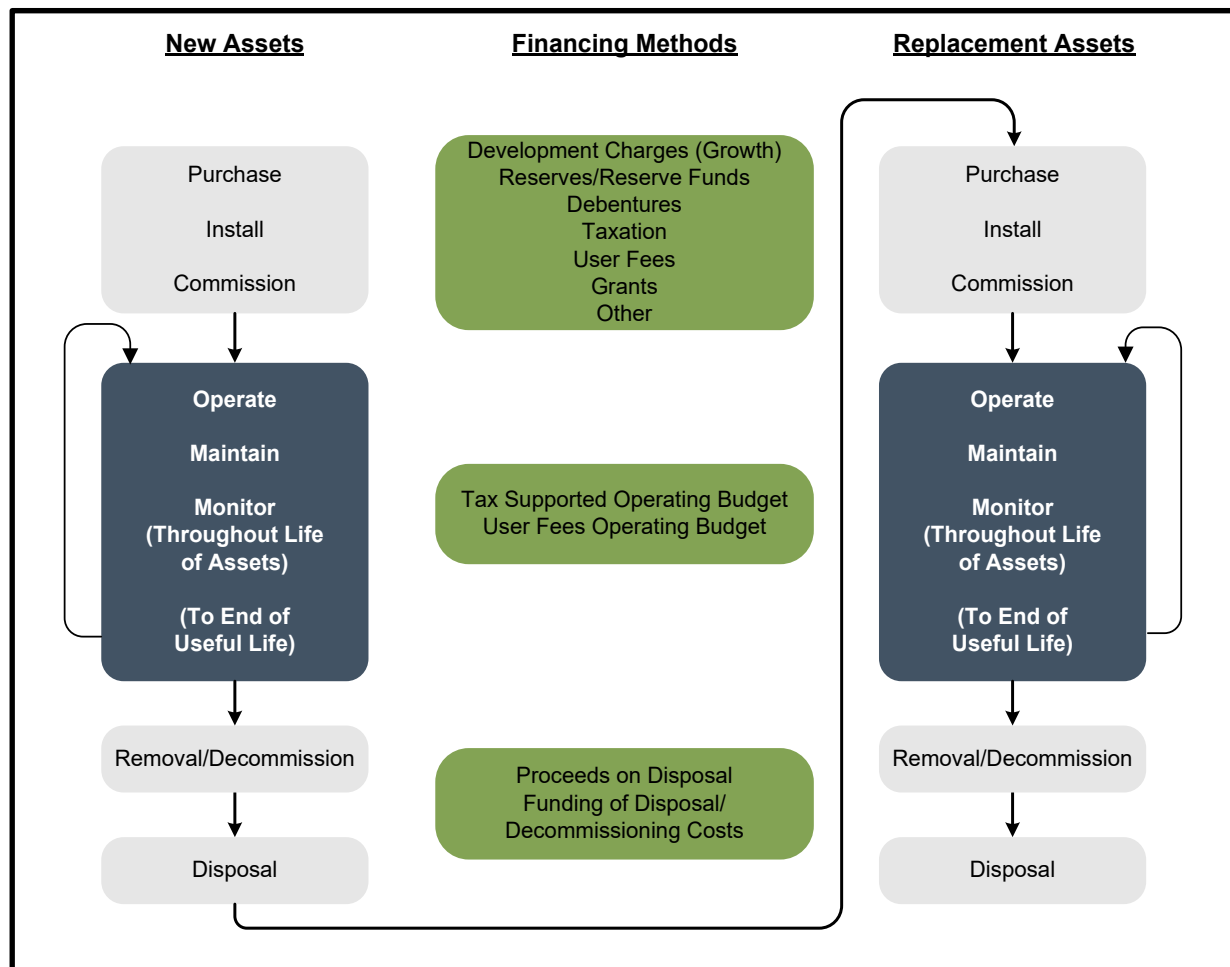 New Assets
Financing Methods
Replacement Assets
Purchase
Install
Commission
Operate
Maintain
Monitor
(Throughout Life
of Assets)
(To End of
Useful Life)
Removal/Decommission
Disposal
Development Charges (Growth)
Reserves/Reserve Funds
Debentures
Taxation
User Fees
Grants
Other
Tax Supported Operating Budget
User Fees Operating Budget
Proceeds on Disposal
Funding of Disposal/
Decommissioning Costs
Purchase
Install
Commission
Operate
Maintain
Monitor
(Throughout Life
of Assets)
(To End of
Useful Life)
Removal/Decommission
Disposal